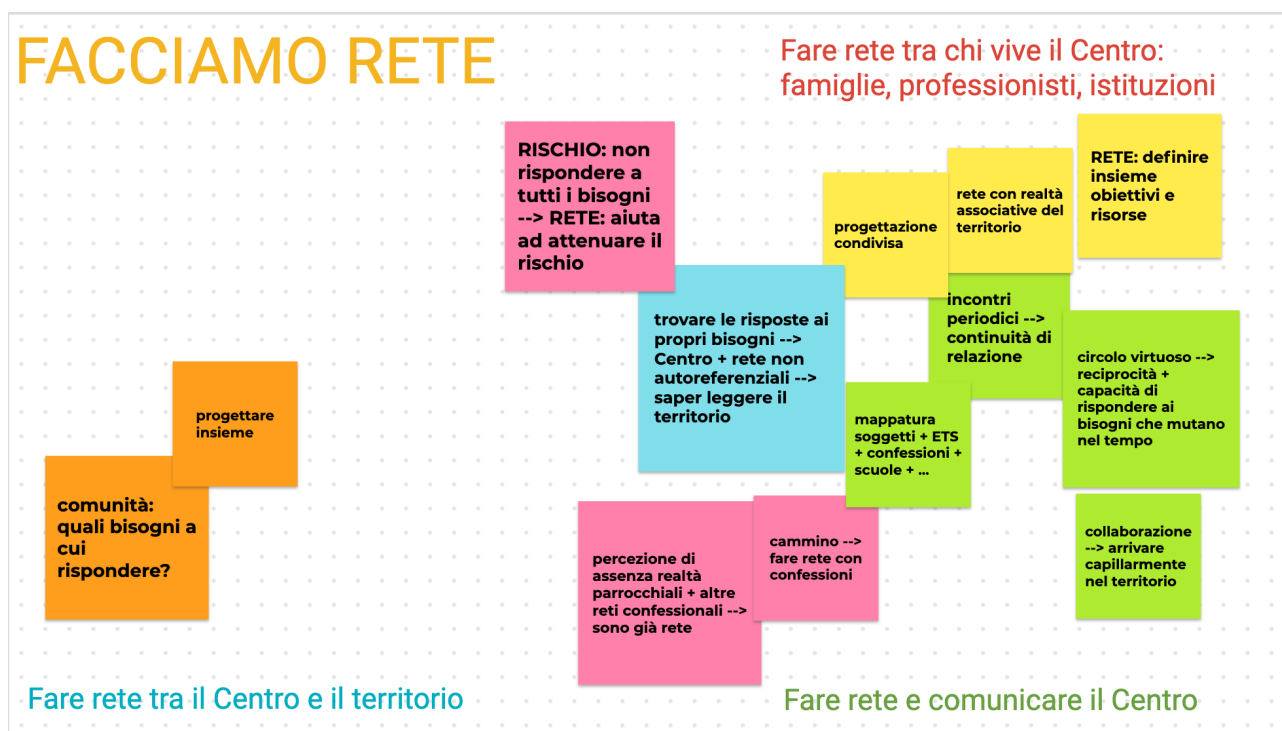 FACCIAMO RETE
Fare rete tra chi vive il Centro:
famiglie, professionisti, istituzioni
RISCHIO: non
rispondere a
tutti i bisogni
--> RETE: aiuta
ad attenuare il
rischio
progettazione
condivisa
rete con realtà
associative del
territorio
RETE: definire
insieme
obiettivi e
risorse
trovare le risposte ai
propri bisogni -->
Centro + rete non
autoreferenziali -->
saper leggere il
territorio
incontri
periodici -->
continuità di
relazione
circolo virtuoso -->
reciprocità +
capacità di
rispondere ai
bisogni che mutano
nel tempo
progettare
insieme
mappatura
soggetti + ETS
+ confessioni +
scuole + ...
comunità:
quali bisogni a
cui
rispondere?
percezione di
assenza realtà
parrocchiali + altre
reti confessionali -->
sono già rete
cammino -->
fare rete con
confessioni
collaborazione
--> arrivare
capillarmente
nel territorio
Fare rete tra il Centro e il territorio
Fare rete e comunicare il Centro